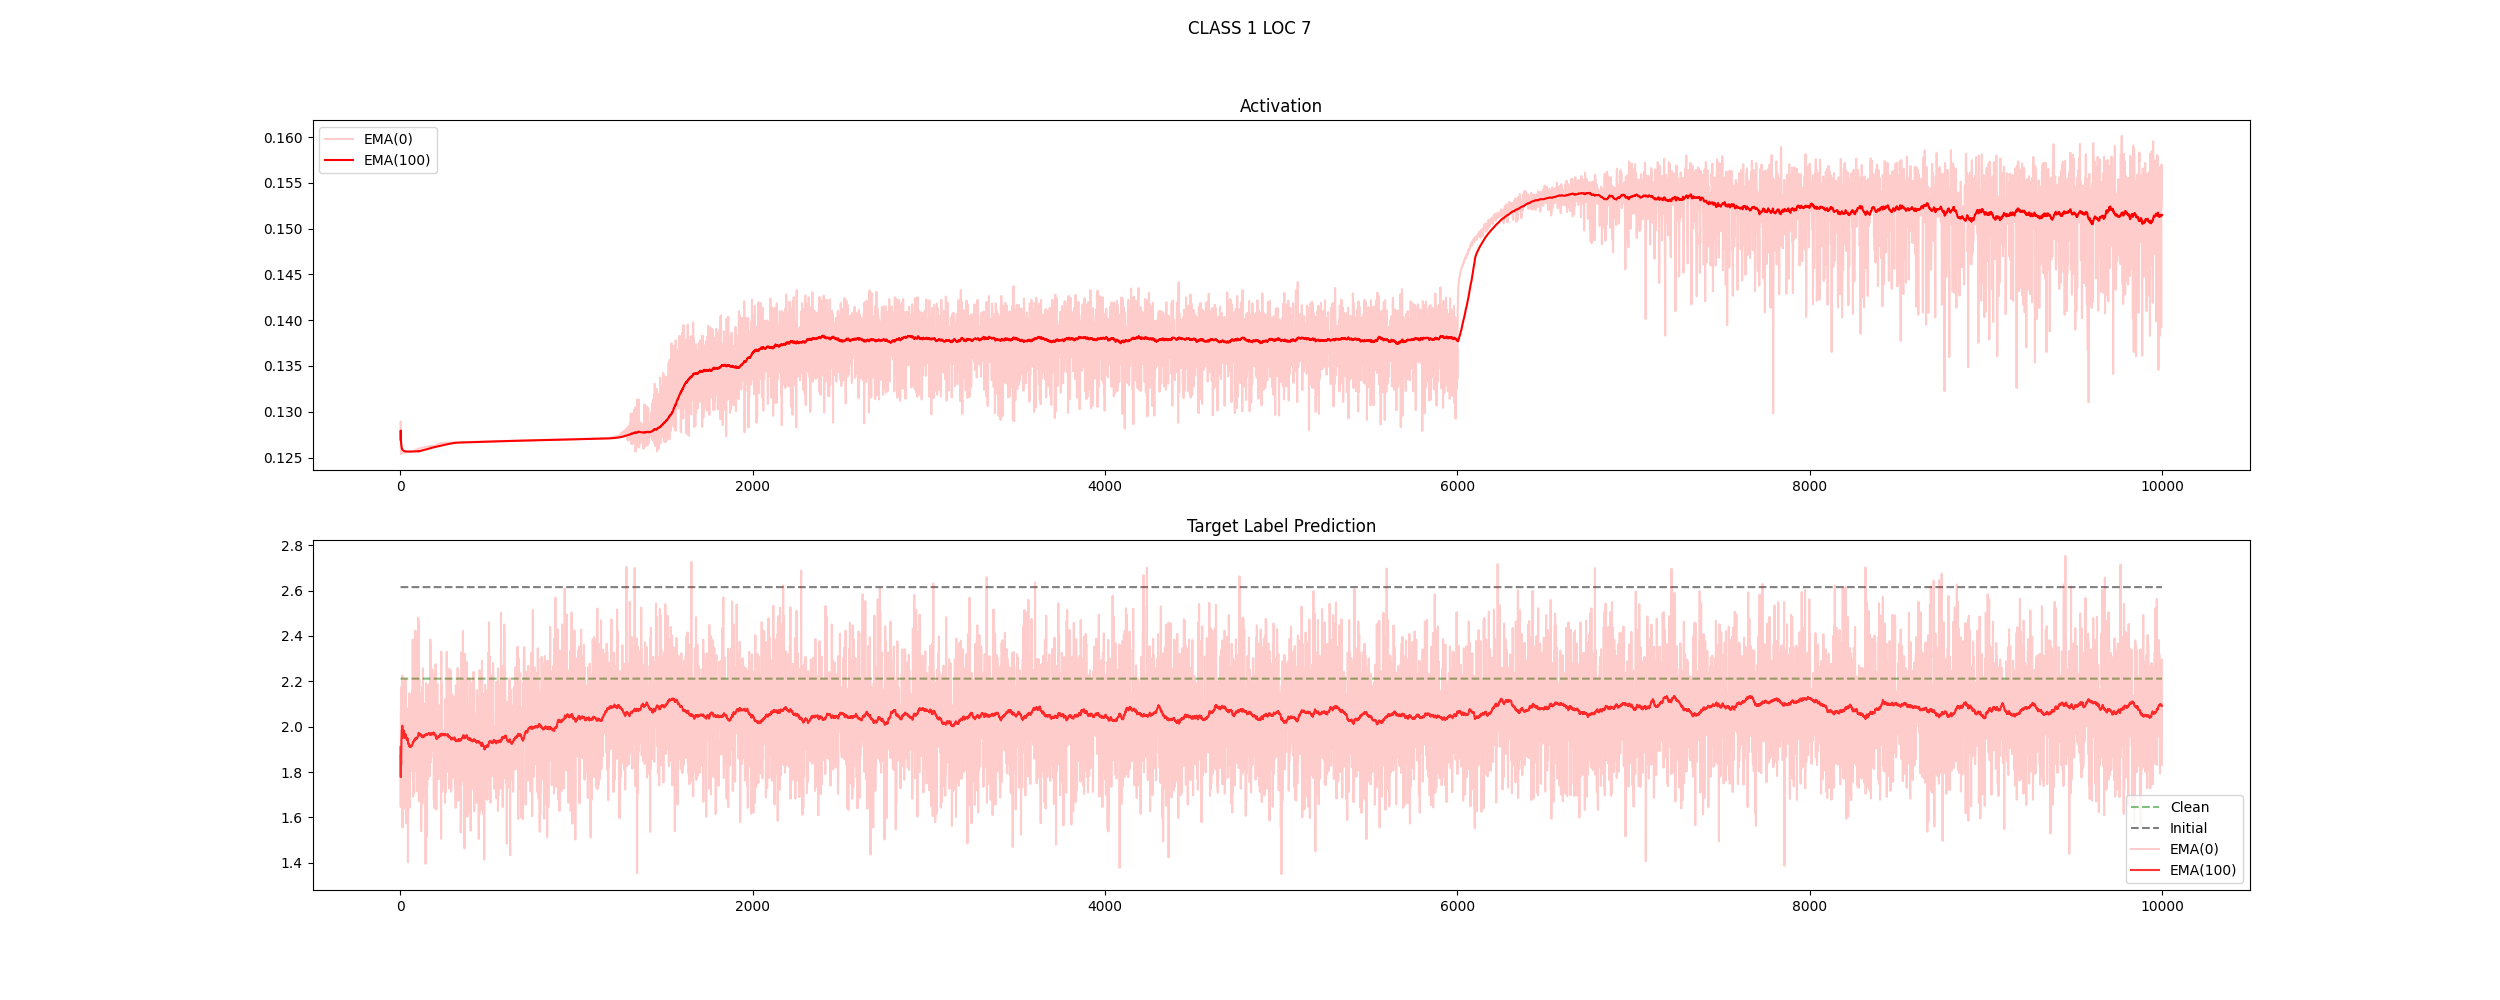 CLASS 1 LOC 7
Activation
EMA(0)
EMA(100)
0.160
0.155
0.150
0.145
0.140
0.135
0.130
0.125
0 2000 4000 6000 8000 10000
Target Label Prediction
2.8
2.6
2.4
2.2
2.0
1.8
1.6
1.4
Clean
Initial
EMA(0)
EMA(100)
0 2000 4000 6000 8000 10000